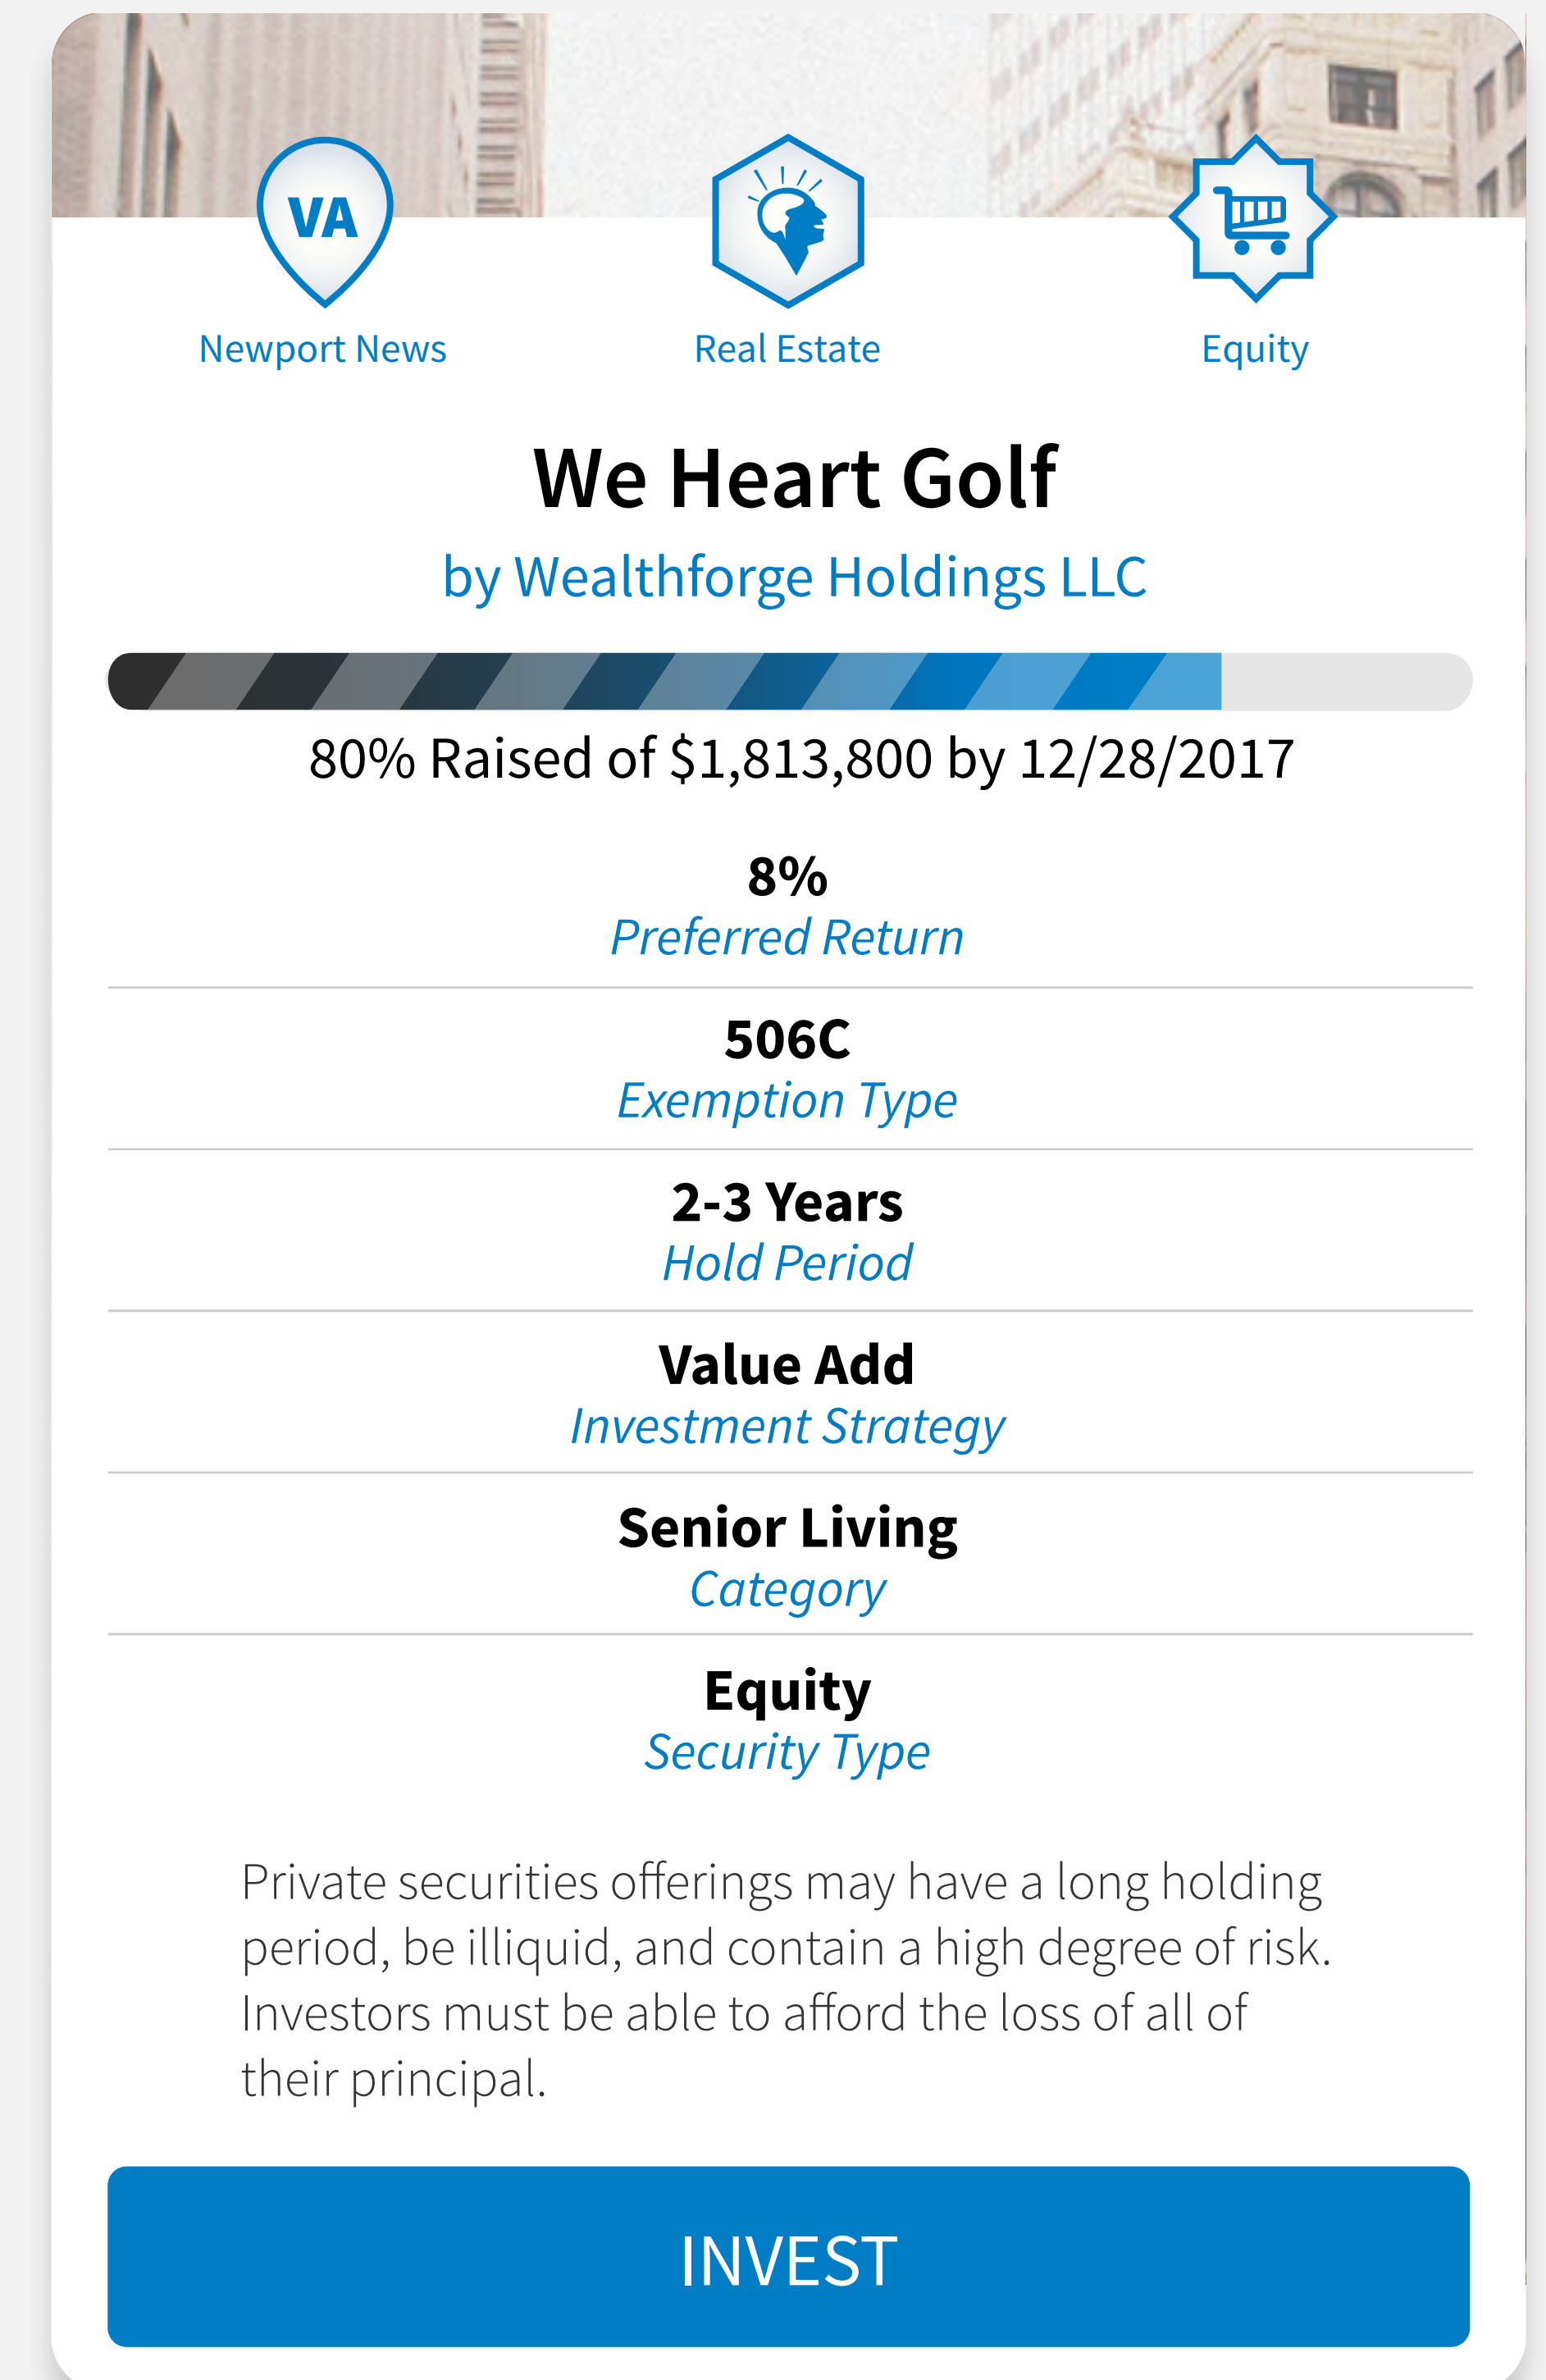 VA
Newport News
Real Estate
Equity
We Heart Golf
by Wealthforge Holdings LLC
80% Raised of $1,813,800 by 12/28/2017
8%
Preferred Return
506C
Exemption Type
2-3 Years
Hold Period
Value Add
Investment Strategy
Senior Living
Category
Equity
Security Type
Private securities offerings may have a long holding
period, be illiquid, and contain a high degree of risk.
Investors must be able to afford the loss of all of
their principal.
INVEST